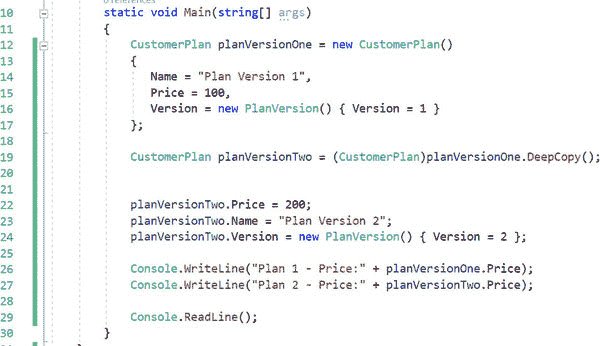 10 static void Main(string[] args)
11 {
12 CustomerPlan planVersionOne = new CustomerPlan()
13 {
14 Name = "Plan Version 1",
15 Price = 100,
16 Version = new PlanVersion() { Version = 1 }
17 };
18
19 CustomerPlan planVersionTwo = (CustomerPlan)planVersionOne.DeepCopy();
20
21
22 planVersionTwo.Price = 200;
23 planVersionTwo.Name = "Plan Version 2";
24 planVersionTwo.Version = new PlanVersion() { Version = 2 };
25
26 Console.WriteLine("Plan 1 - Price:" + planVersionOne.Price);
27 Console.WriteLine("Plan 2 - Price:" + planVersionTwo.Price);
28
29 Console.ReadLine();
30 }